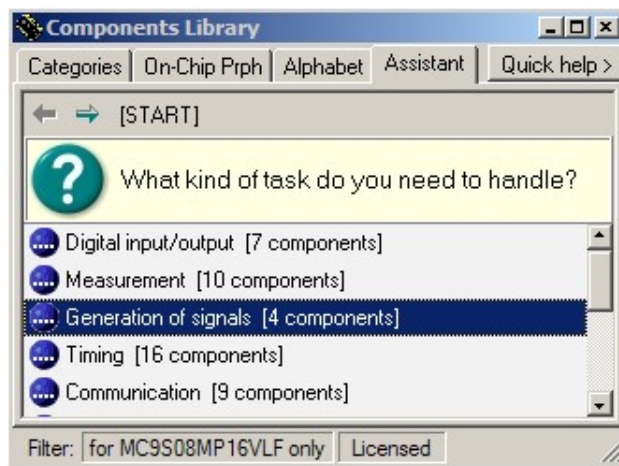 Components Library
Categories On-Chip Prph Alphabet Assistant Quick help >
[START]
? What kind of task do you need to handle?
Digital input/output [7 components]
Measurement [10 components]
Generation of signals [4 components]
Timing [16 components]
Communication [9 components]
Filter: for MC9S08MP16VLF only Licensed